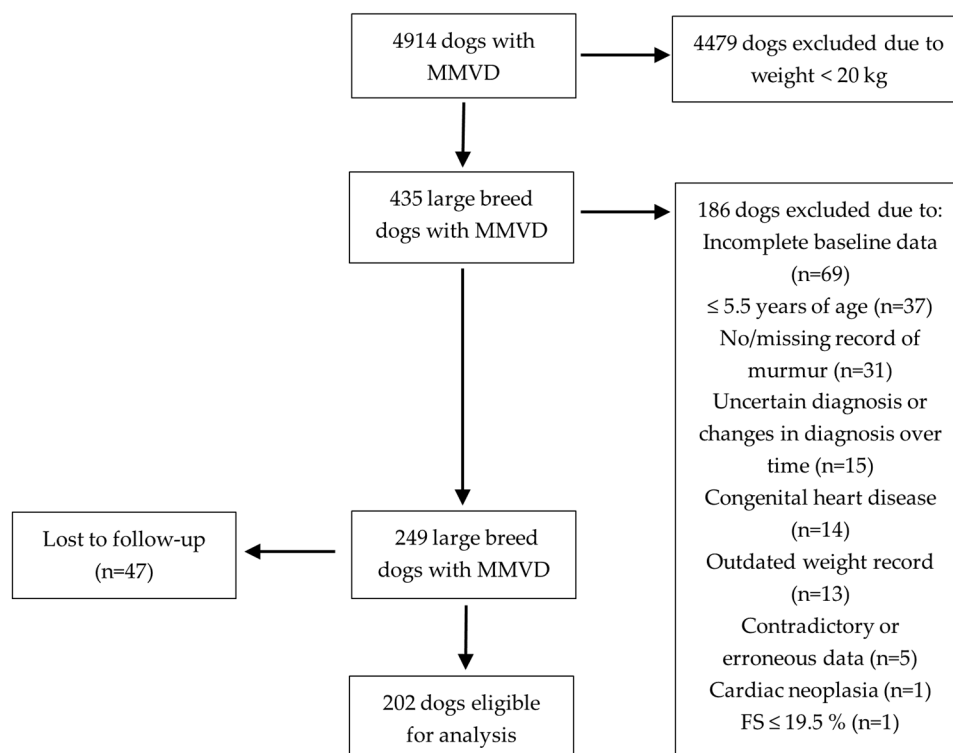 4914 dogs with
MMVD
4479 dogs excluded due to
weight < 20 kg
435 large breed
dogs with MMVD
186 dogs excluded due to:
Incomplete baseline data
(n=69)
≤ 5.5 years of age (n=37)
No/missing record of
murmur (n=31)
Uncertain diagnosis or
changes in diagnosis over
time (n=15)
Congenital heart disease
(n=14)
Outdated weight record
(n=13)
Contradictory or
erroneous data (n=5)
Cardiac neoplasia (n=1)
FS ≤ 19.5 % (n=1)
249 large breed
dogs with MMVD
Lost to follow-up
(n=47)
202 dogs eligible
for analysis